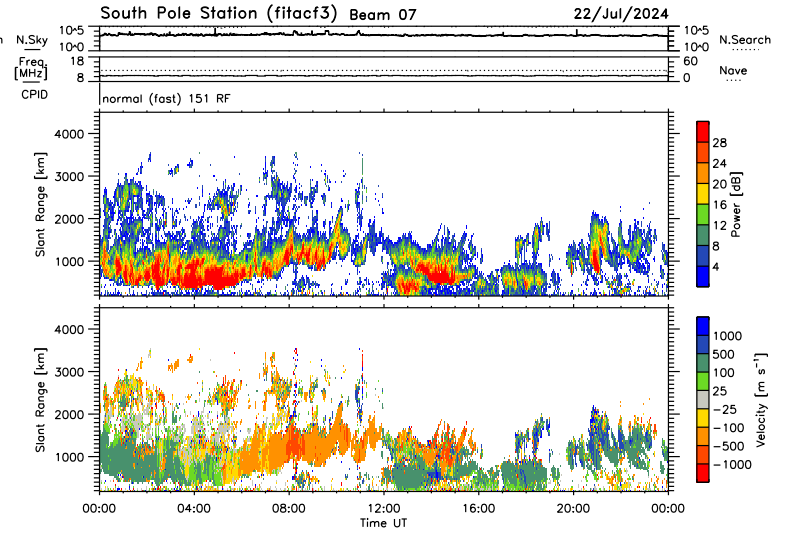 South Pole Station (fitacf3) Beam 07 22/Jul/2024
n N.Sky 10^5 10^0 10^5 10^0 N.Search
Freq. [MHz] 18 8 60 0 Nave
CPID normal (fast) 151 RF
Slant Range [km]
4000
3000
2000
1000
Power [dB]
28
24
20
16
12
8
4
Slant Range [km]
4000
3000
2000
1000
Velocity [m s⁻¹]
1000
500
100
25
-25
-100
-500
-1000
00:00 04:00 08:00 12:00 16:00 20:00 00:00
Time UT